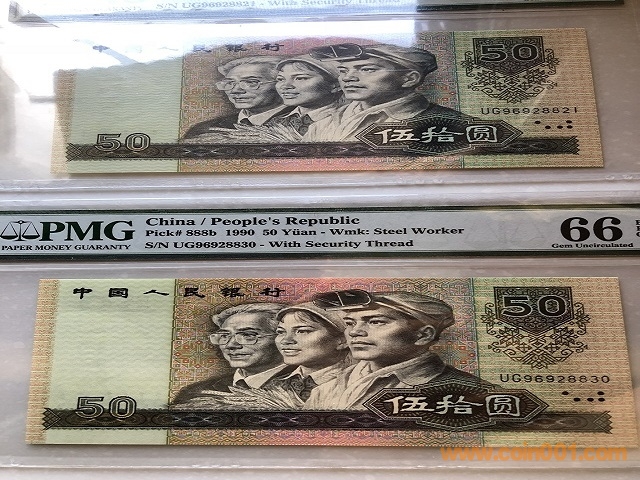 S/N UG96928821 - With Security Thread
中国人民银行
50
UG96928821
50
伍拾圆
PMG
PAPER MONEY GUARANTY
China / People's Republic
Pick# 888b 1990 50 Yüan - Wmk: Steel Worker
S/N UG96928830 - With Security Thread
66
Gem Uncirculated
中国人民银行
50
UG96928830
50
伍拾圆
www.coin001.com